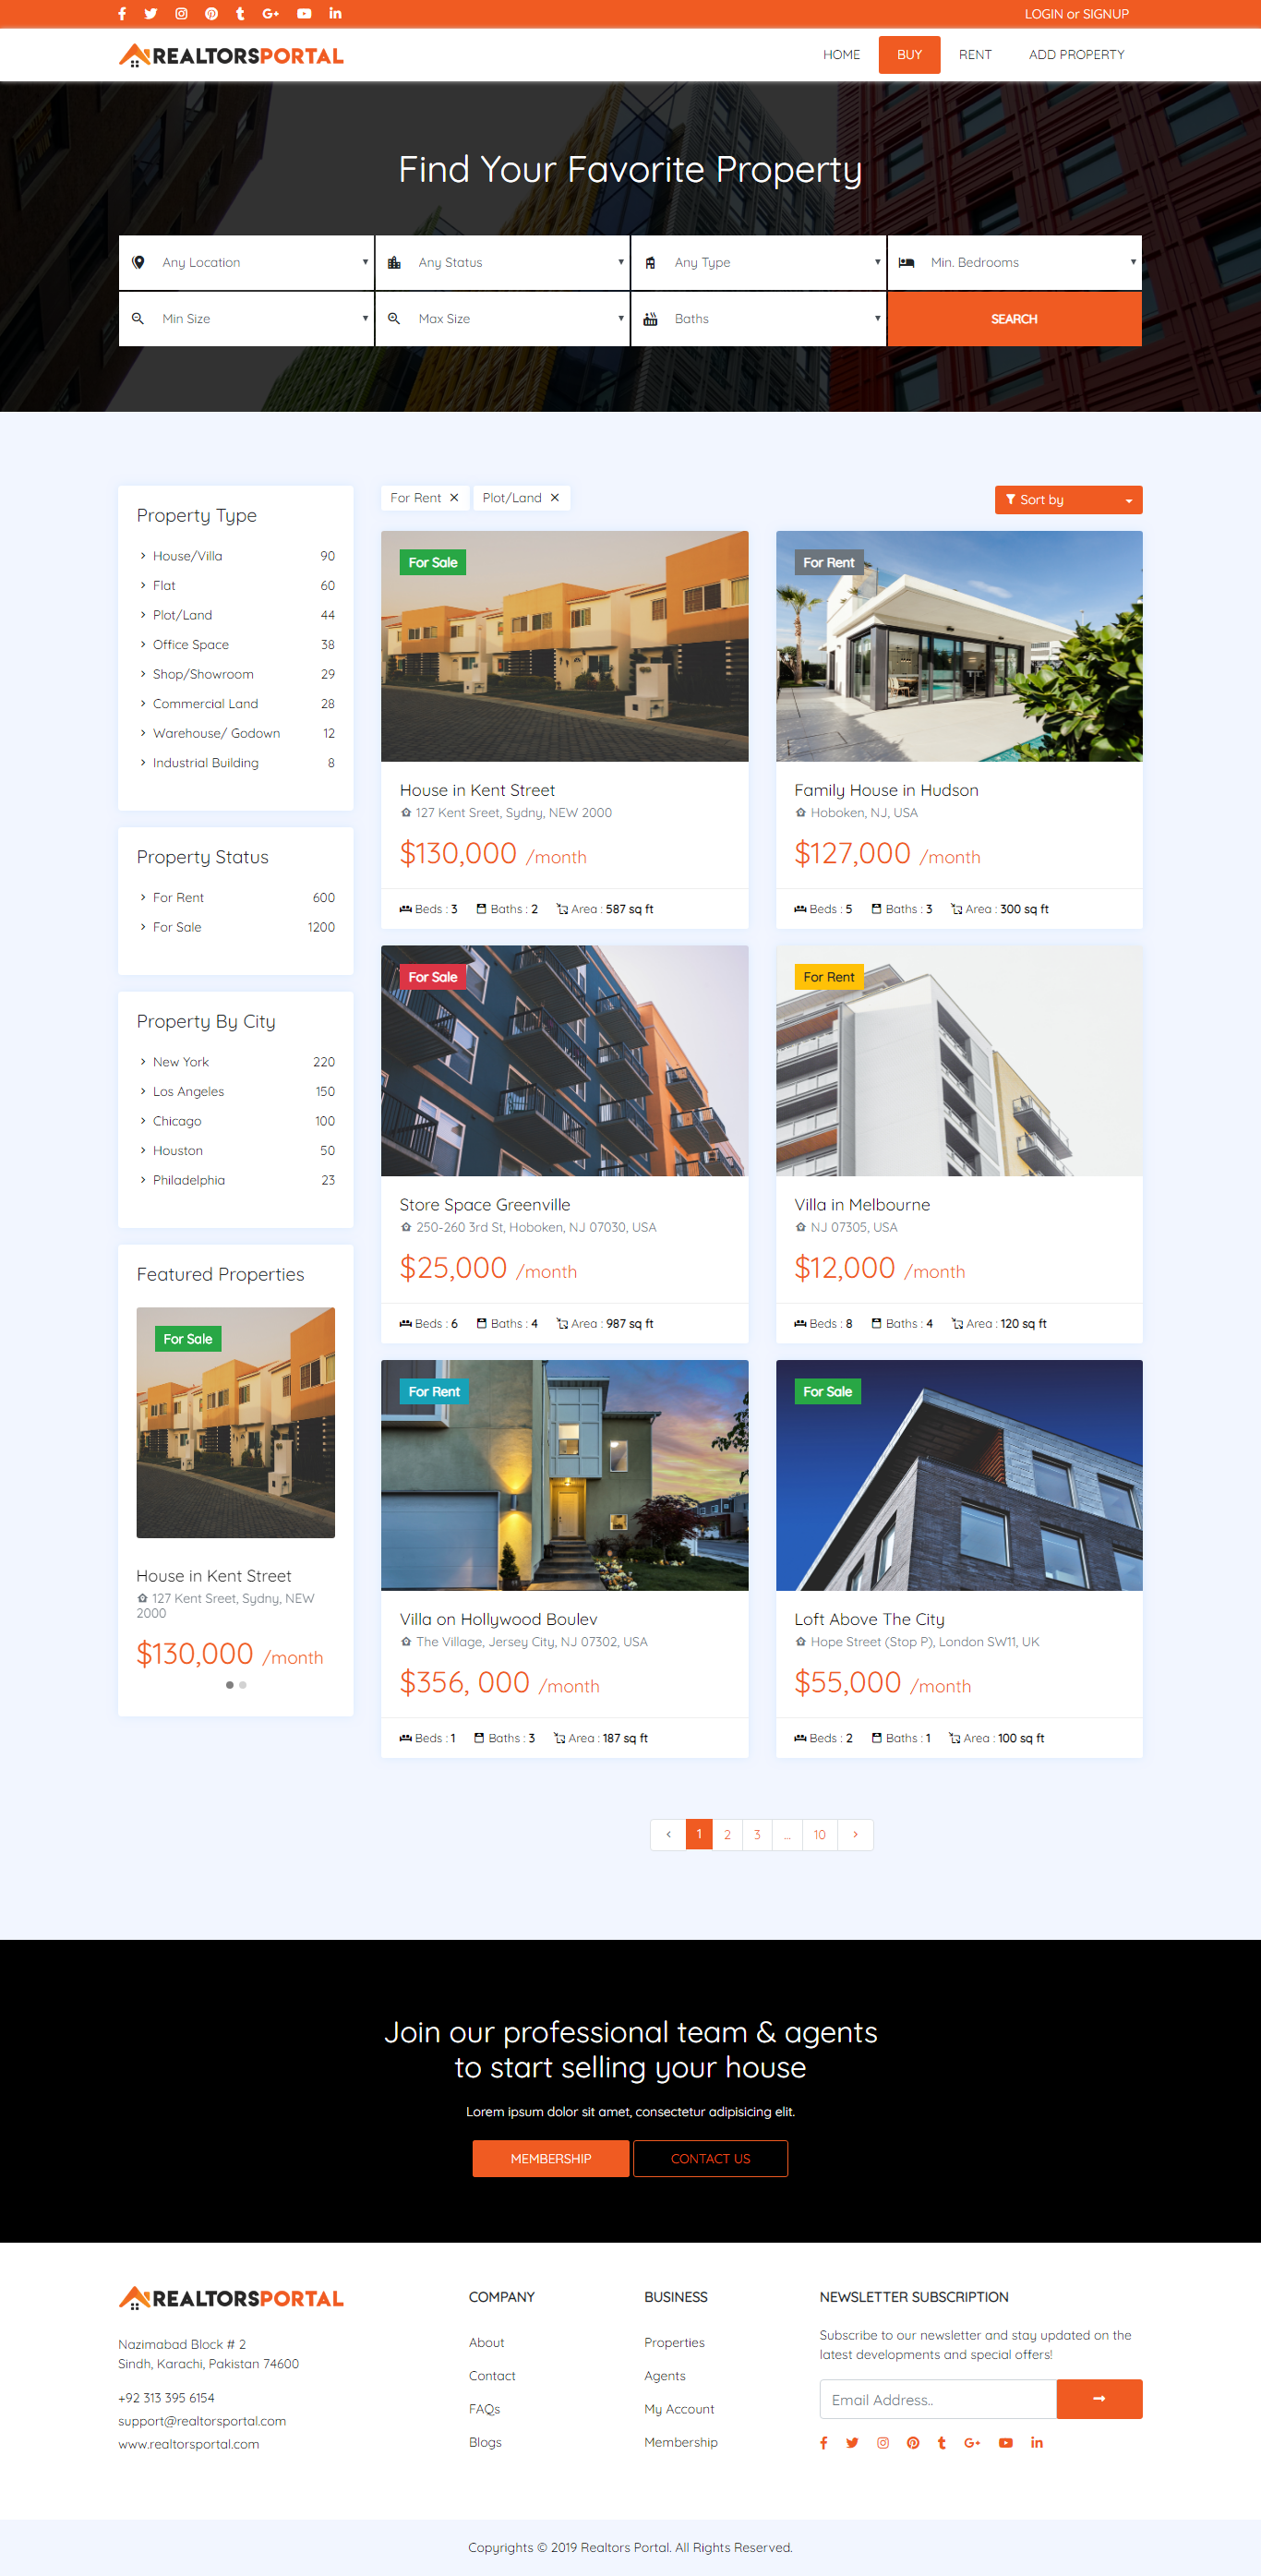 LOGIN or SIGNUP
REALTORSPORTAL
HOME
BUY
RENT
ADD PROPERTY
Find Your Favorite Property
Any Location
Any Status
Any Type
Min. Bedrooms
Min Size
Max Size
Baths
SEARCH
Property Type
House/Villa 90
Flat 60
Plot/Land 44
Office Space 38
Shop/Showroom 29
Commercial Land 28
Warehouse/ Godown 12
Industrial Building 8
Property Status
For Rent 600
For Sale 1200
Property By City
New York 220
Los Angeles 150
Chicago 100
Houston 50
Philadelphia 23
Featured Properties
For Sale
House in Kent Street
127 Kent Sreet, Sydny, NEW
2000
$130,000 /month
For Rent ×
Plot/Land ×
Sort by
For Sale
House in Kent Street
127 Kent Sreet, Sydny, NEW 2000
$130,000 /month
Beds : 3 Baths : 2 Area : 587 sq ft
For Rent
Family House in Hudson
Hoboken, NJ, USA
$127,000 /month
Beds : 5 Baths : 3 Area : 300 sq ft
For Sale
Store Space Greenville
250-260 3rd St, Hoboken, NJ 07030, USA
$25,000 /month
Beds : 6 Baths : 4 Area : 987 sq ft
For Rent
Villa in Melbourne
NJ 07305, USA
$12,000 /month
Beds : 8 Baths : 4 Area : 120 sq ft
For Rent
Villa on Hollywood Boulev
The Village, Jersey City, NJ 07302, USA
$356, 000 /month
Beds : 1 Baths : 3 Area : 187 sq ft
For Sale
Loft Above The City
Hope Street (Stop P), London SW11, UK
$55,000 /month
Beds : 2 Baths : 1 Area : 100 sq ft
‹ 1 2 3 ... 10 ›
Join our professional team & agents
to start selling your house
Lorem ipsum dolor sit amet, consectetur adipisicing elit.
MEMBERSHIP
CONTACT US
REALTORSPORTAL
Nazimabad Block # 2
Sindh, Karachi, Pakistan 74600
+92 313 395 6154
support@realtorsportal.com
www.realtorsportal.com
COMPANY
About
Contact
FAQs
Blogs
BUSINESS
Properties
Agents
My Account
Membership
NEWSLETTER SUBSCRIPTION
Subscribe to our newsletter and stay updated on the
latest developments and special offers!
Email Address..
Copyrights © 2019 Realtors Portal. All Rights Reserved.